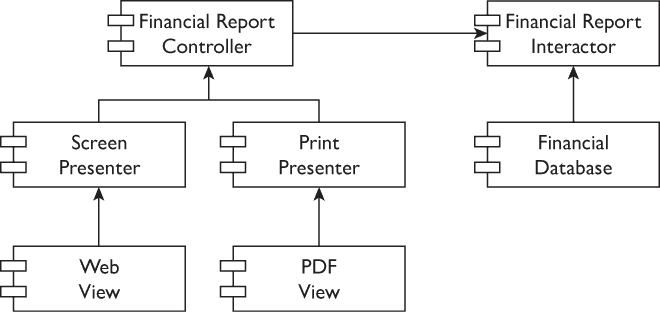 Financial Report
Controller
Financial Report
Interactor
Screen
Presenter
Print
Presenter
Financial
Database
Web
View
PDF
View